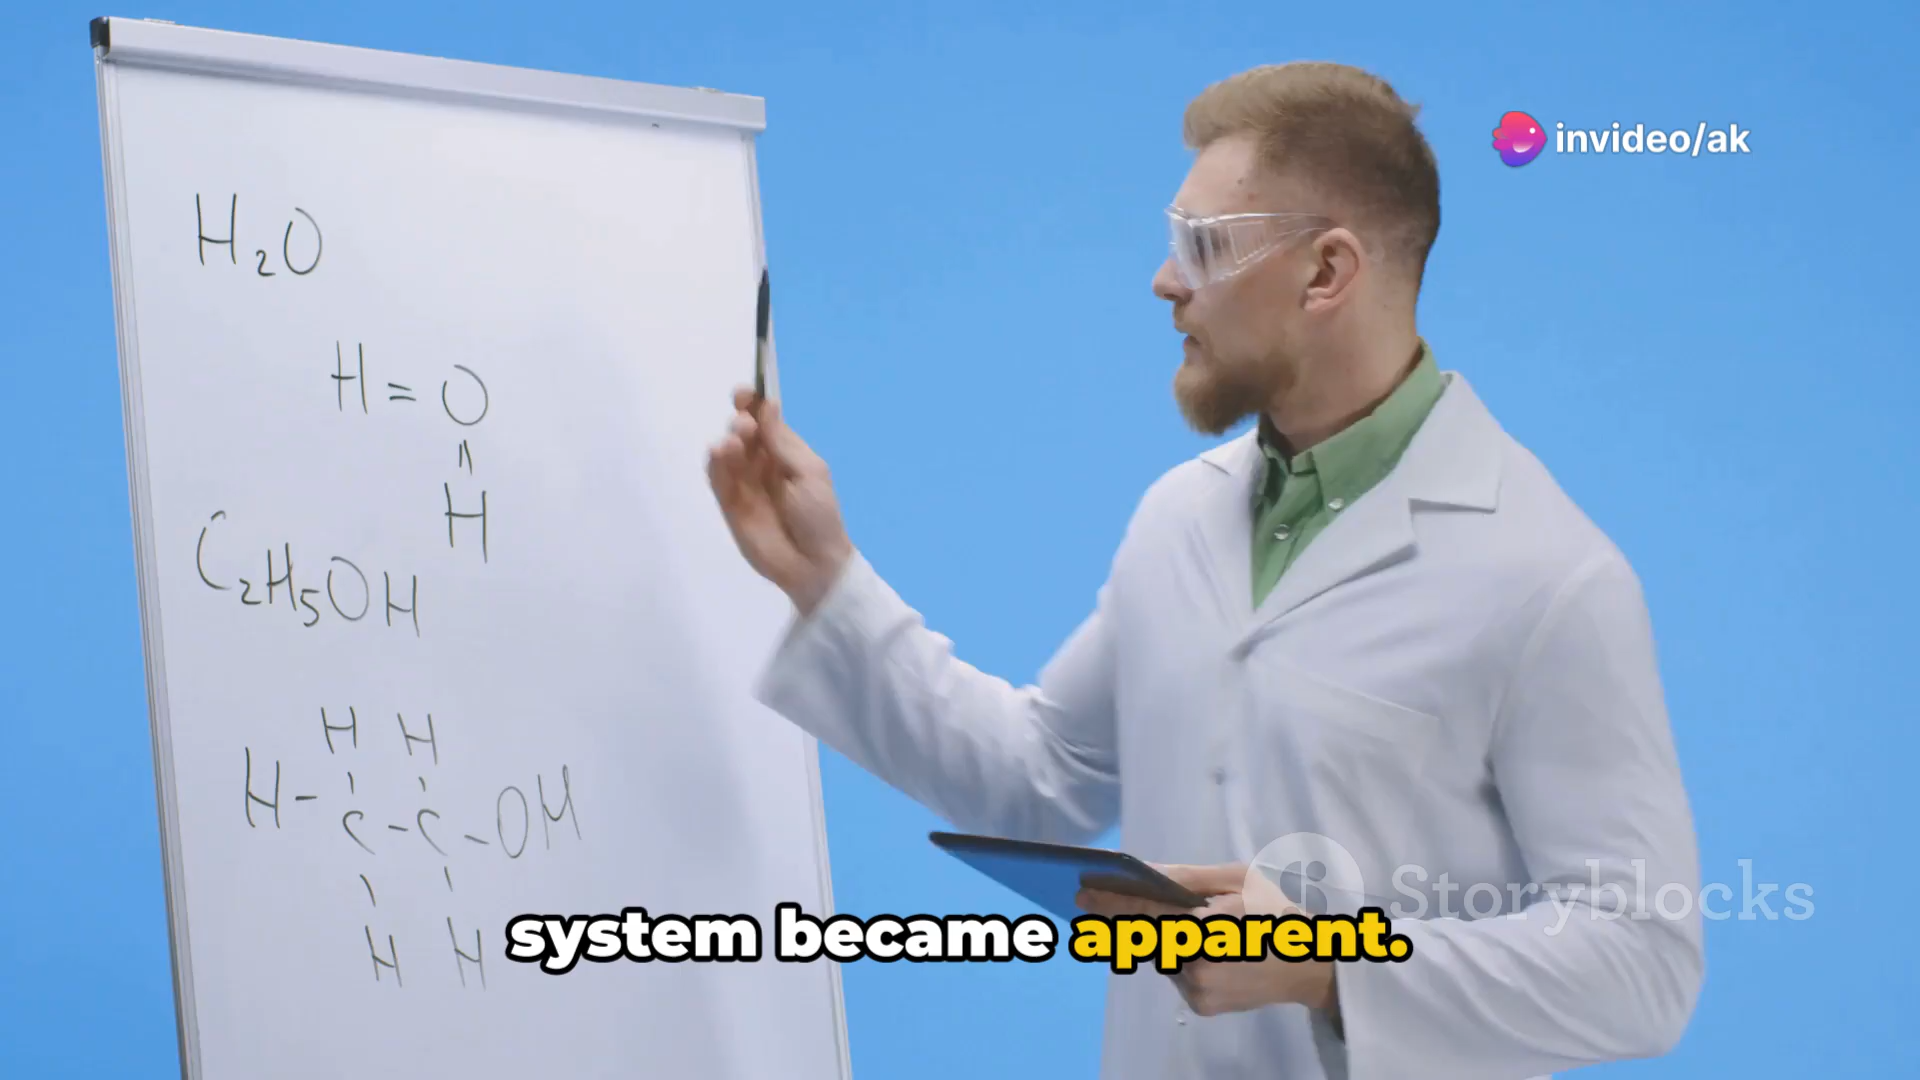 invideo/ak
H₂O
H = O
=
H
C₂H₅OH
H H
H - C - C - OH
H H
Storyblocks
system became apparent.